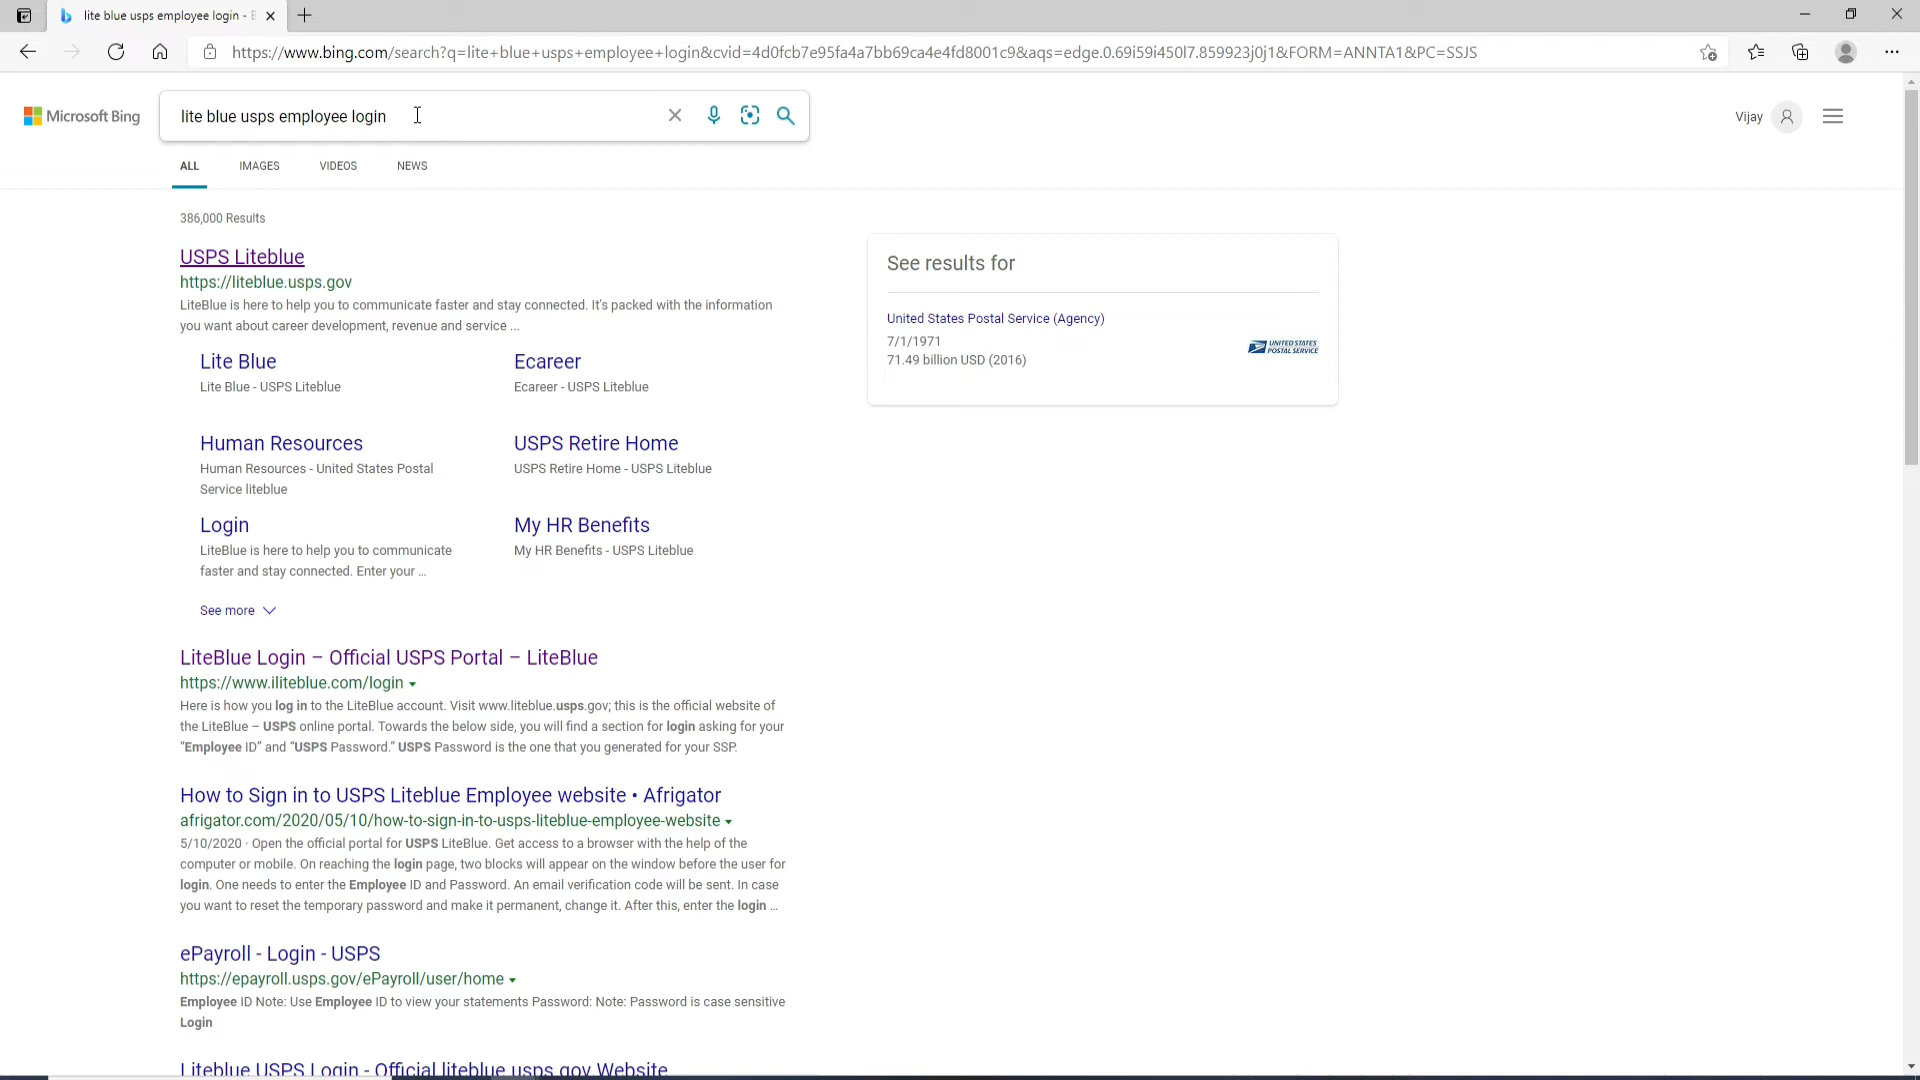 lite blue usps employee login -
https://www.bing.com/search?q=lite+blue+usps+employee+login&cvid=4d0fcb7e95fa4a7bb69ca4e4fd8001c9&aqs=edge.0.69i59i450l7.859923j0j1&FORM=ANNTA1&PC=SSJS
Microsoft Bing
lite blue usps employee login
Vijay
ALL IMAGES VIDEOS NEWS
386,000 Results
USPS Liteblue
https://liteblue.usps.gov
LiteBlue is here to help you to communicate faster and stay connected. It's packed with the information
you want about career development, revenue and service ...
Lite Blue
Lite Blue - USPS Liteblue
Ecareer
Ecareer - USPS Liteblue
Human Resources
Human Resources - United States Postal
Service liteblue
USPS Retire Home
USPS Retire Home - USPS Liteblue
Login
LiteBlue is here to help you to communicate
faster and stay connected. Enter your ...
My HR Benefits
My HR Benefits - USPS Liteblue
See more
See results for
United States Postal Service (Agency)
7/1/1971
71.49 billion USD (2016)
UNITED STATES
POSTAL SERVICE
LiteBlue Login – Official USPS Portal – LiteBlue
https://www.iliteblue.com/login
Here is how you log in to the LiteBlue account. Visit www.liteblue.usps.gov; this is the official website of
the LiteBlue – USPS online portal. Towards the below side, you will find a section for login asking for your
“Employee ID” and “USPS Password.” USPS Password is the one that you generated for your SSP.
How to Sign in to USPS Liteblue Employee website • Afrigator
afrigator.com/2020/05/10/how-to-sign-in-to-usps-liteblue-employee-website
5/10/2020 · Open the official portal for USPS LiteBlue. Get access to a browser with the help of the
computer or mobile. On reaching the login page, two blocks will appear on the window before the user for
login. One needs to enter the Employee ID and Password. An email verification code will be sent. In case
you want to reset the temporary password and make it permanent, change it. After this, enter the login ...
ePayroll - Login - USPS
https://epayroll.usps.gov/ePayroll/user/home
Employee ID Note: Use Employee ID to view your statements Password: Note: Password is case sensitive
Login
Liteblue USPS Login - Official liteblue usps gov Website